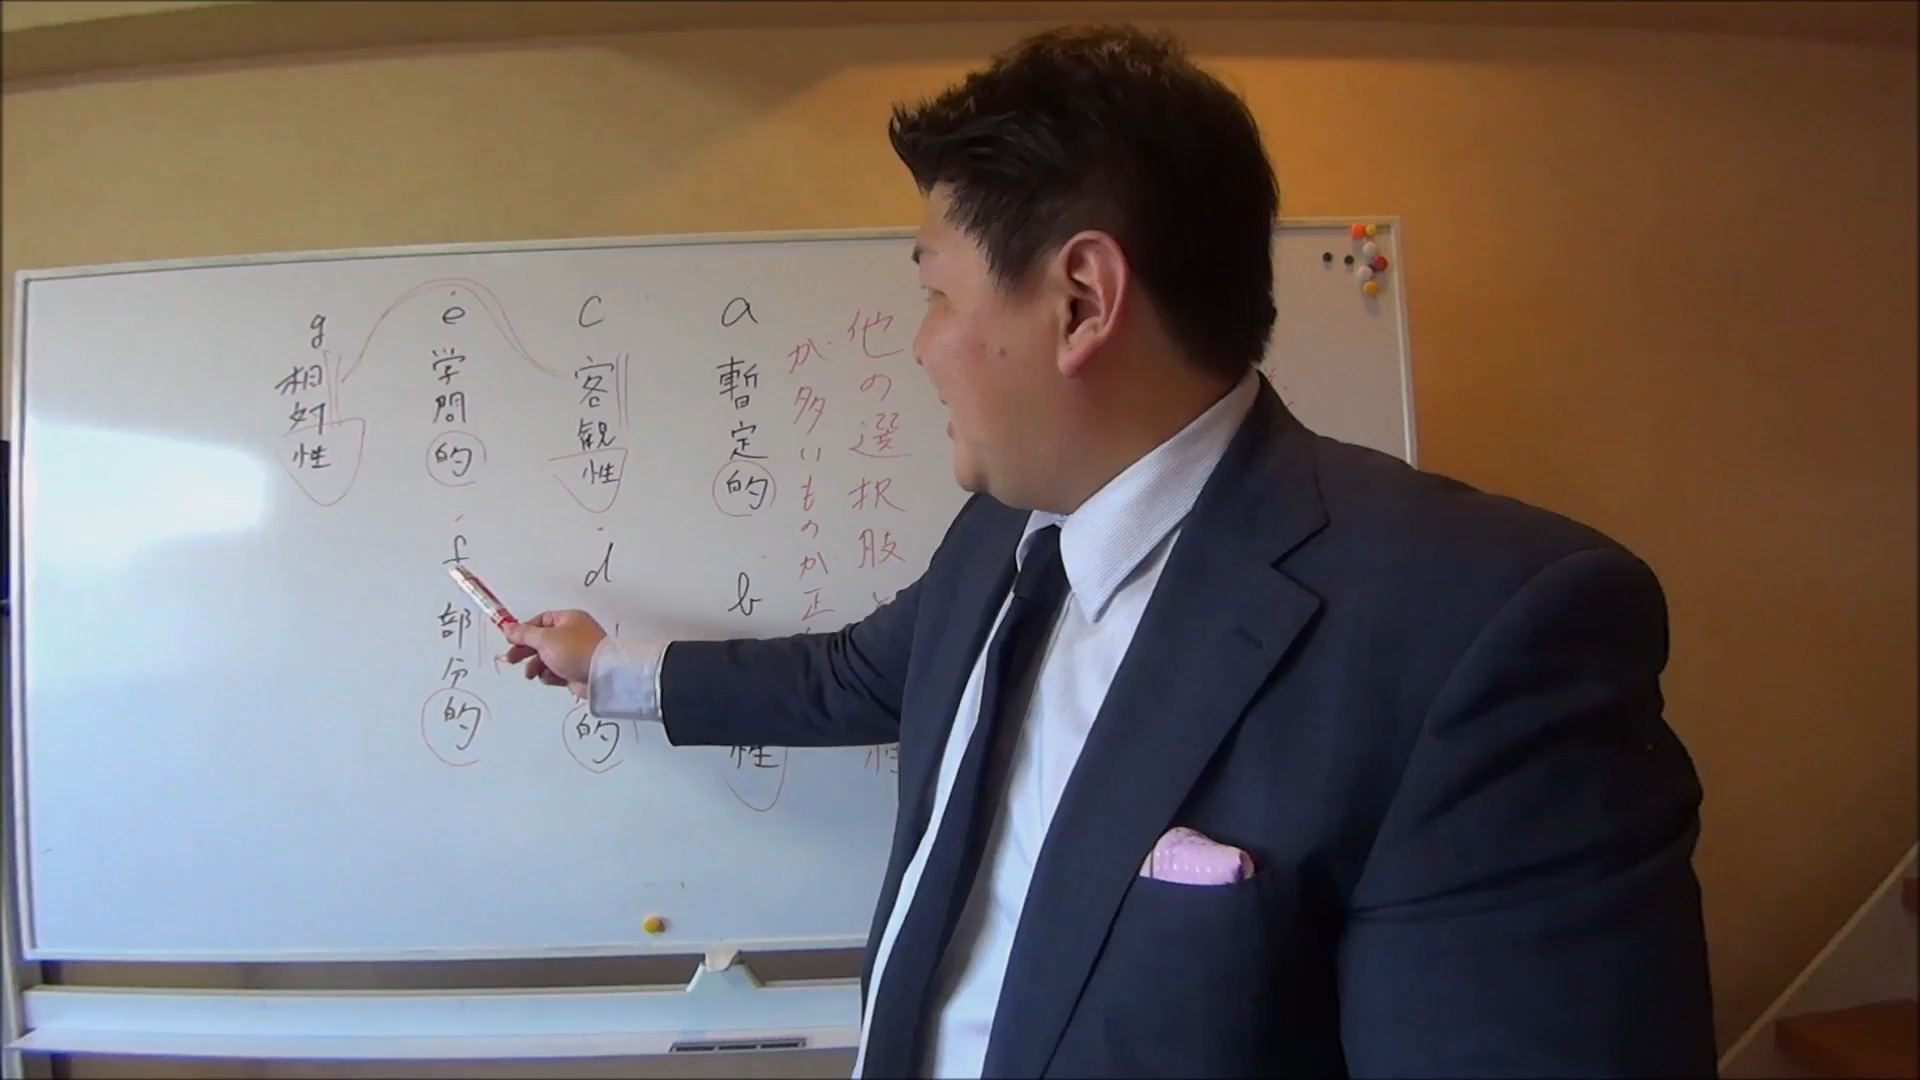 他の選択肢
が多いものが正
a 暫定的
b 性
c 客観性
d 的
e 学問的
f 部分的
g 相対性